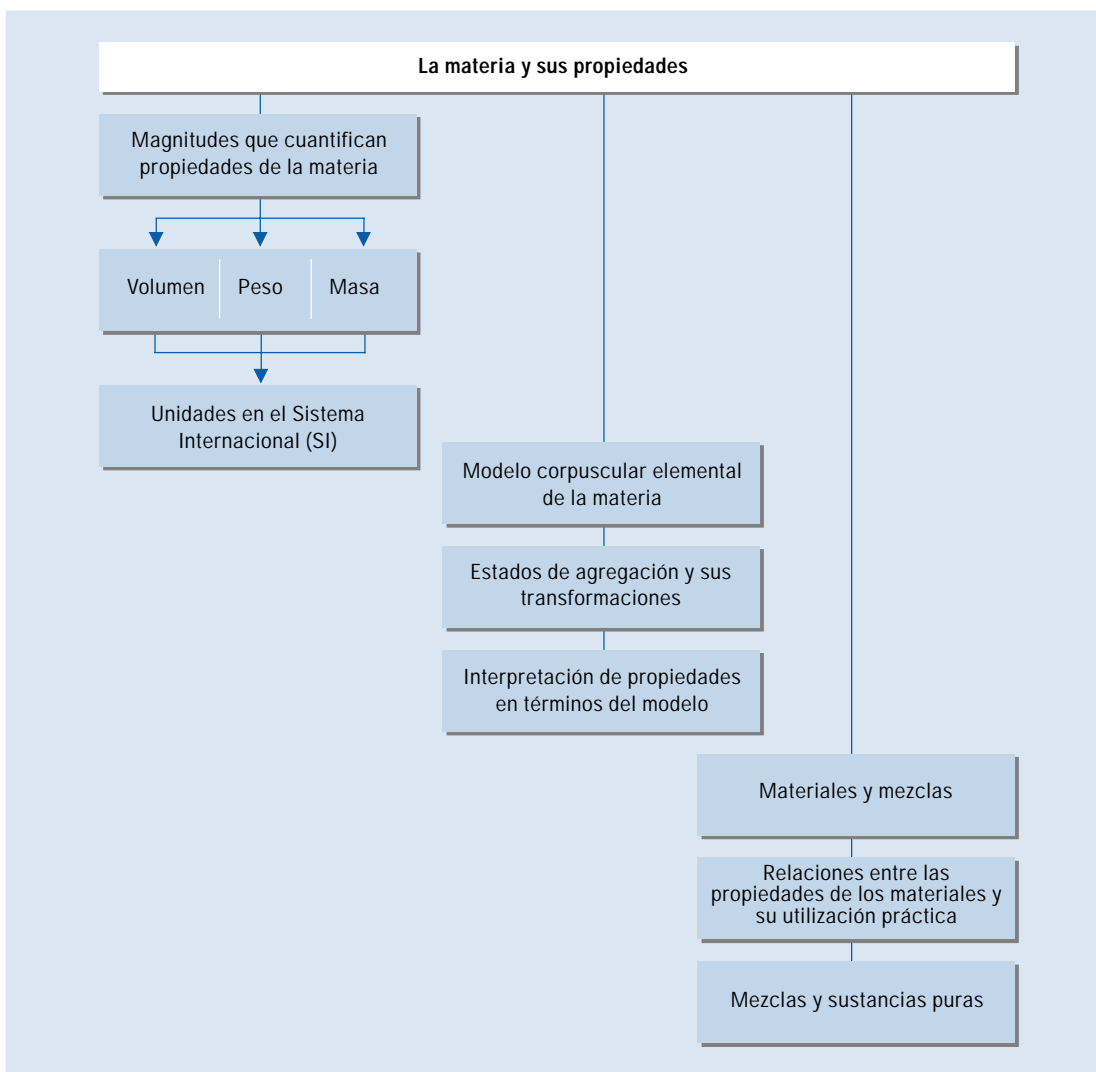 La materia y sus propiedades
Magnitudes que cuantifican
propiedades de la materia
Volumen Peso Masa
Unidades en el Sistema
Internacional (SI)
Modelo corpuscular elemental
de la materia
Estados de agregación y sus
transformaciones
Interpretación de propiedades
en términos del modelo
Materiales y mezclas
Relaciones entre las
propiedades de los materiales y
su utilización práctica
Mezclas y sustancias puras